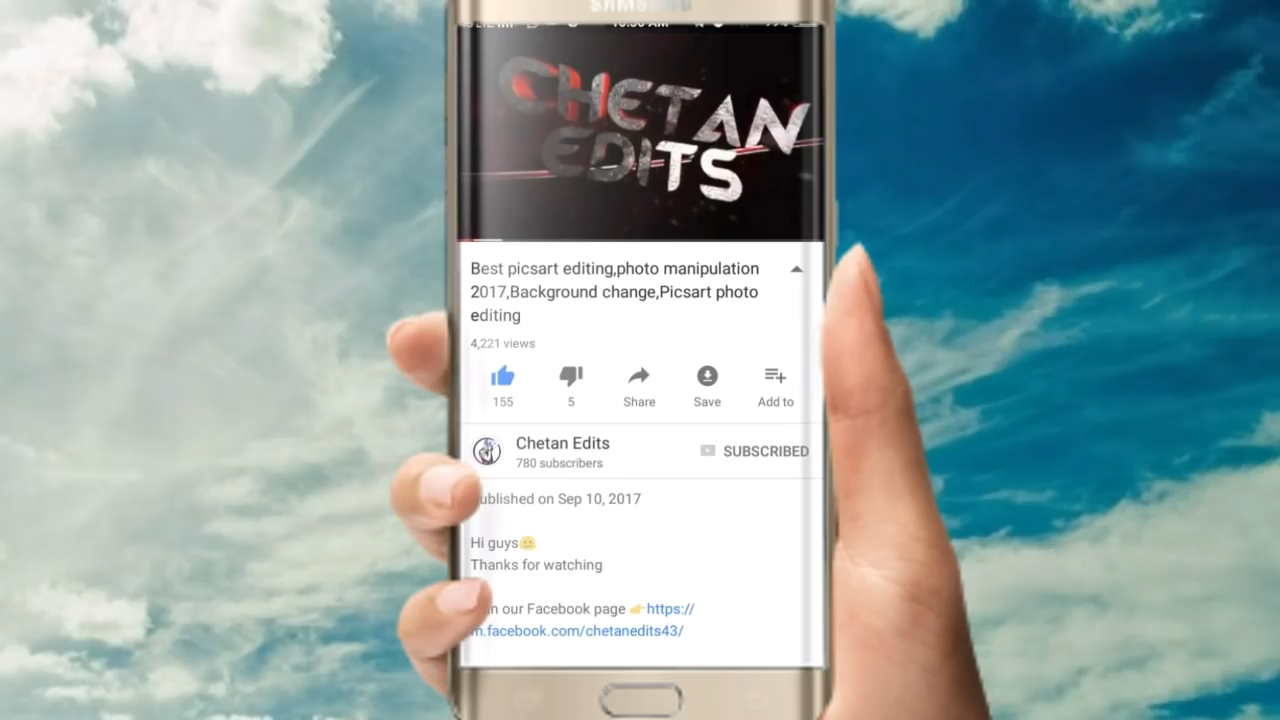 SAMSUNG
CHETAN
EDITS
Best picsart editing,photo manipulation
2017,Background change,Picsart photo
editing
4,221 views
155
5
Share
Save
Add to
Chetan Edits
SUBSCRIBED
780 subscribers
ublished on Sep 10, 2017
Hi guys😊
Thanks for watching
n our Facebook page 👉https://
m.facebook.com/chetanedits43/